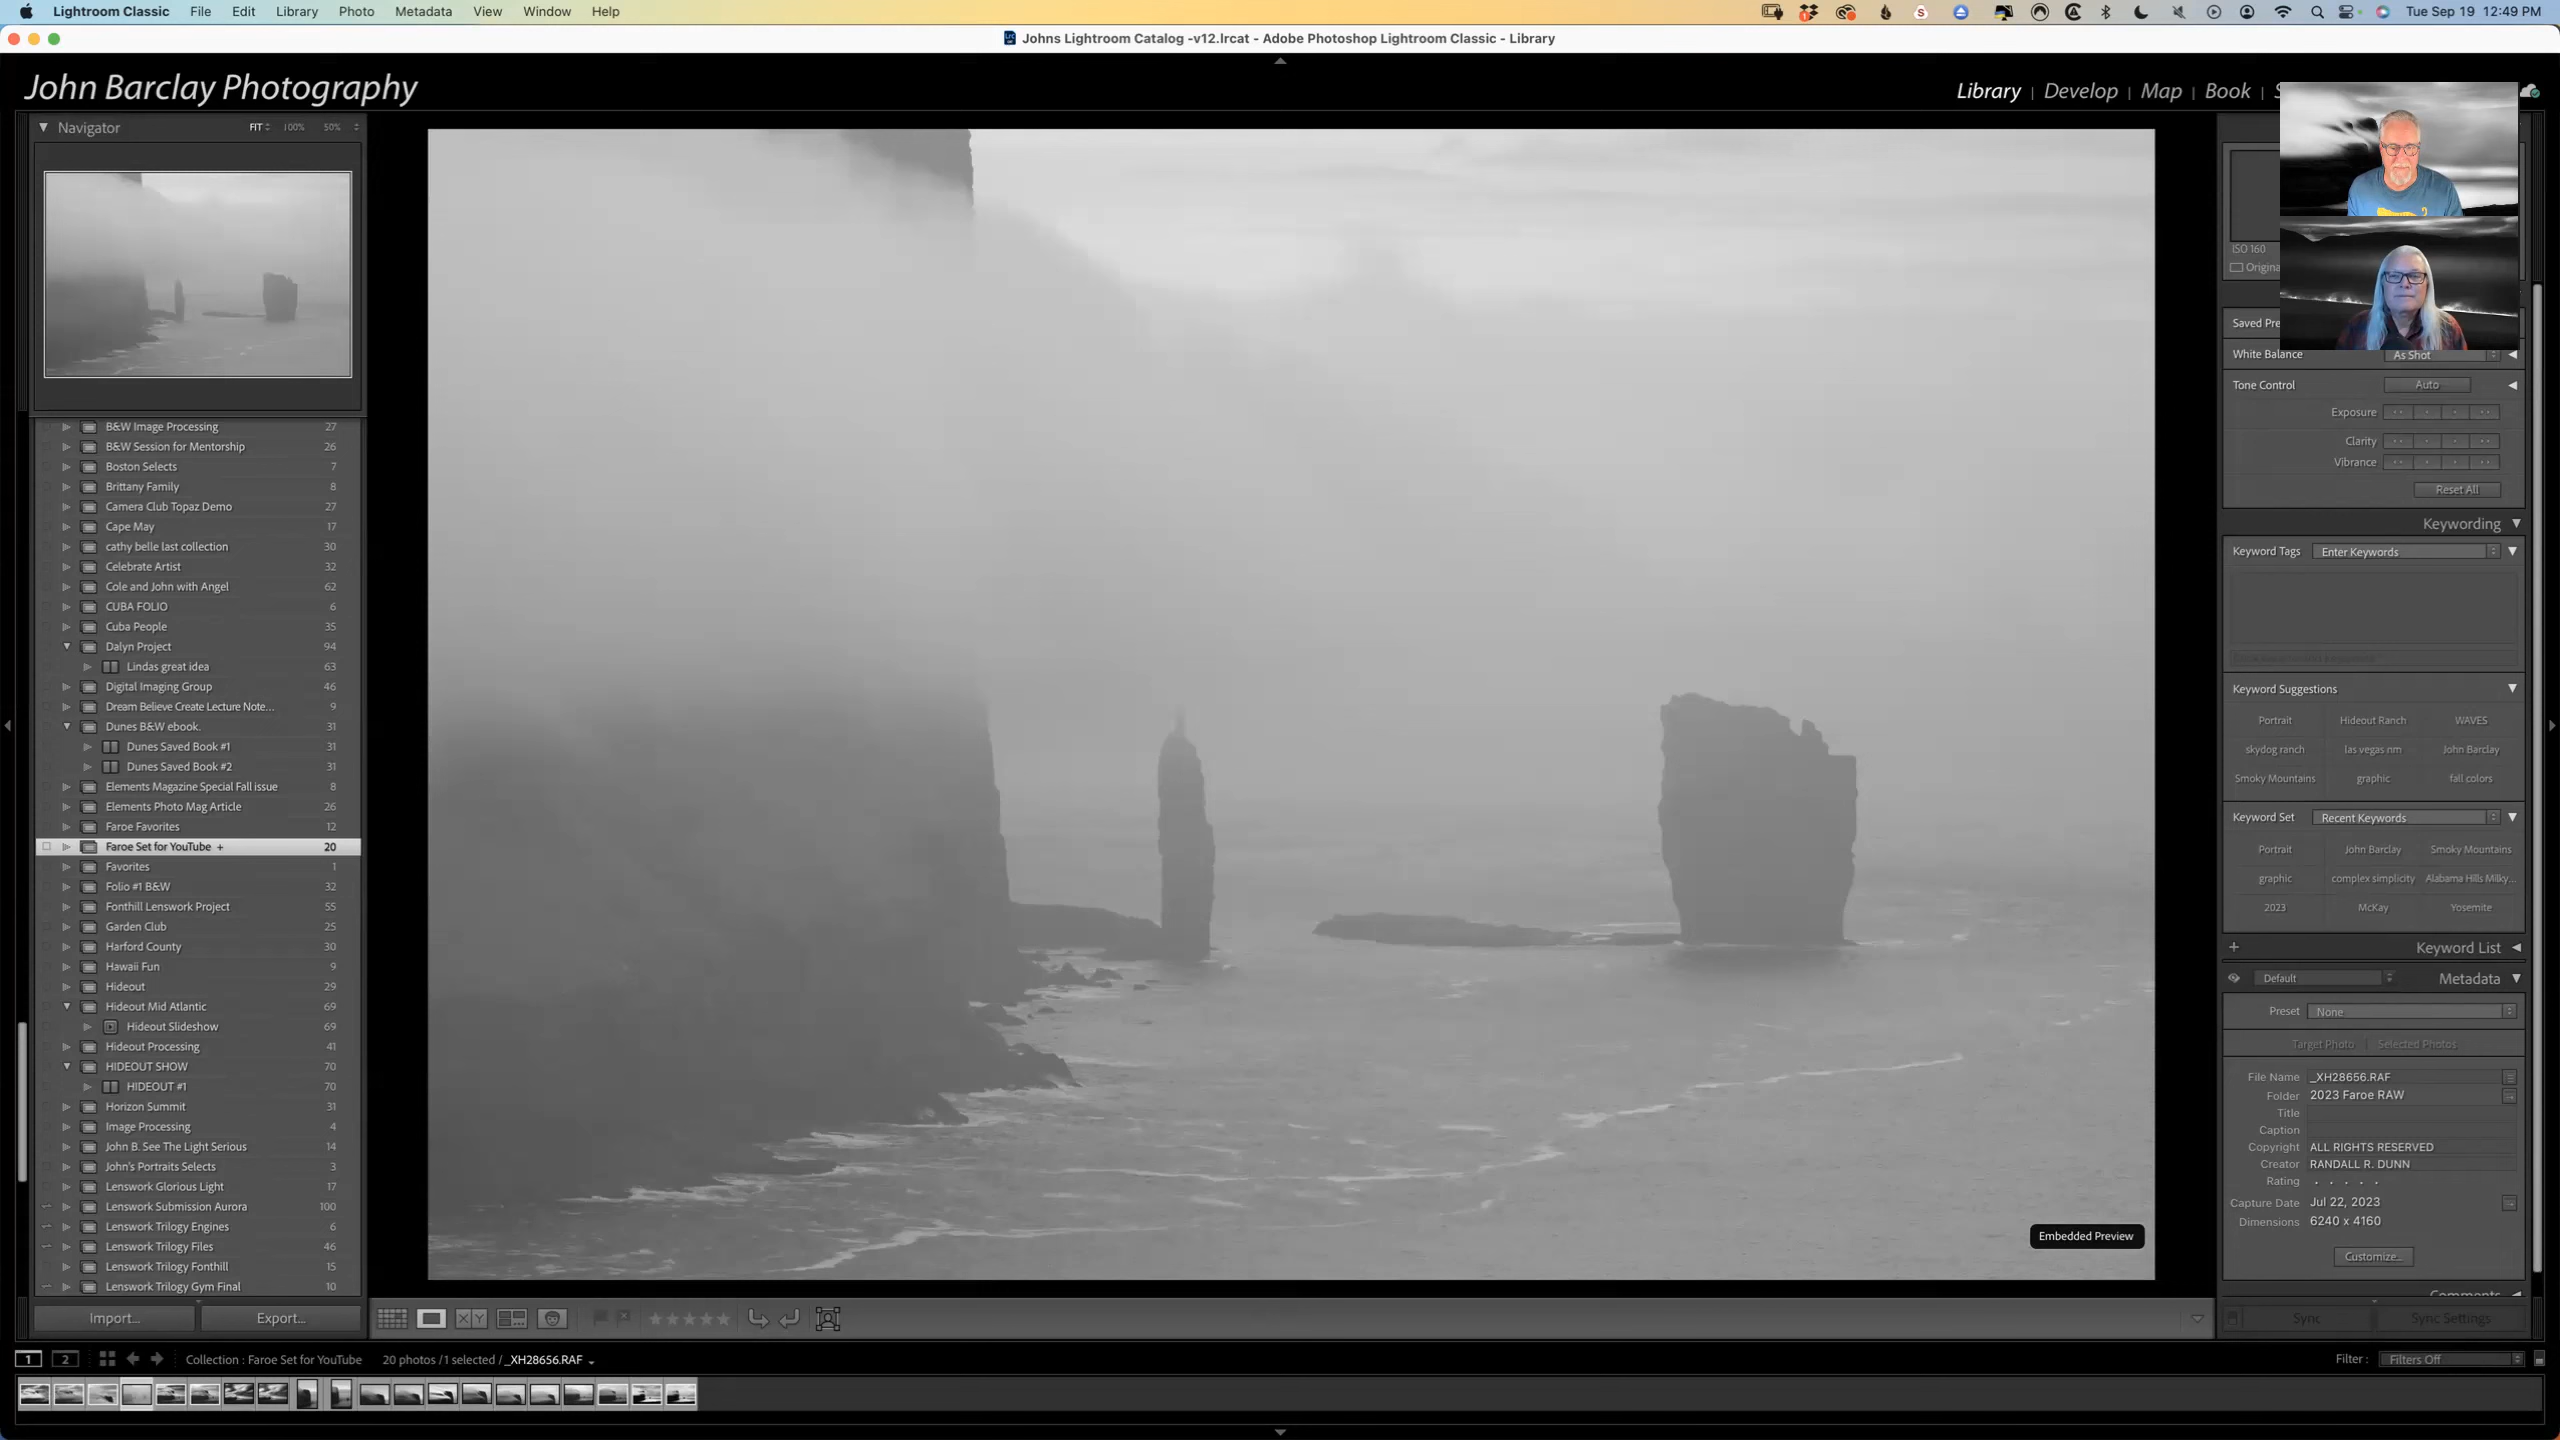 Lightroom Classic File Edit Library Photo Metadata View Window Help
Tue Sep 19 12:49 PM
Johns Lightroom Catalog -v12.lrcat - Adobe Photoshop Lightroom Classic - Library
John Barclay Photography
Library | Develop | Map | Book |
Navigator FIT 100% 50%
B&W Image Processing 27
B&W Session for Mentorship 26
Boston Selects 7
Brittany Family 8
Camera Club Topaz Demo 27
Cape May 17
cathy belle last collection 30
Celebrate Artist 32
Cole and John with Angel 62
CUBA FOLIO 6
Cuba People 35
Dalyn Project 94
Lindas great idea 63
Digital Imaging Group 46
Dream Believe Create Lecture Note... 9
Dunes B&W ebook. 31
Dunes Saved Book #1 31
Dunes Saved Book #2 31
Elements Magazine Special Fall issue 8
Elements Photo Mag Article 26
Faroe Favorites 12
Faroe Set for YouTube + 20
Favorites 1
Folio #1 B&W 32
Fonthill Lenswork Project 55
Garden Club 25
Harford County 30
Hawaii Fun 9
Hideout 29
Hideout Mid Atlantic 69
Hideout Slideshow 69
Hideout Processing 41
HIDEOUT SHOW 70
HIDEOUT #1 70
Horizon Summit 31
Image Processing 4
John B. See The Light Serious 14
John's Portraits Selects 3
Lenswork Glorious Light 17
Lenswork Submission Aurora 100
Lenswork Trilogy Engines 6
Lenswork Trilogy Files 46
Lenswork Trilogy Fonthill 15
Lenswork Trilogy Gym Final 10
Import... Export...
Embedded Preview
ISO 160
Origina
Saved Pre
White Balance As Shot
Tone Control Auto
Exposure
Clarity
Vibrance
Reset All
Keywording
Keyword Tags Enter Keywords
Keyword Suggestions
Portrait Hideout Ranch WAVES
skydog ranch las vegas nm John Barclay
Smoky Mountains graphic fall colors
Keyword Set Recent Keywords
Portrait John Barclay Smoky Mountains
graphic complex simplicity Alabama Hills Milky...
2023 McKay Yosemite
+ Keyword List
Default Metadata
Preset None
Target Photo Selected Photos
File Name _XH28656.RAF
Folder 2023 Faroe RAW
Title
Caption
Copyright ALL RIGHTS RESERVED
Creator RANDALL R. DUNN
Rating
Capture Date Jul 22, 2023
Dimensions 6240 x 4160
Customize...
Comments
Sync Sync Settings
X Y
1 2 Collection : Faroe Set for YouTube 20 photos /1 selected / _XH28656.RAF
Filter : Filters Off